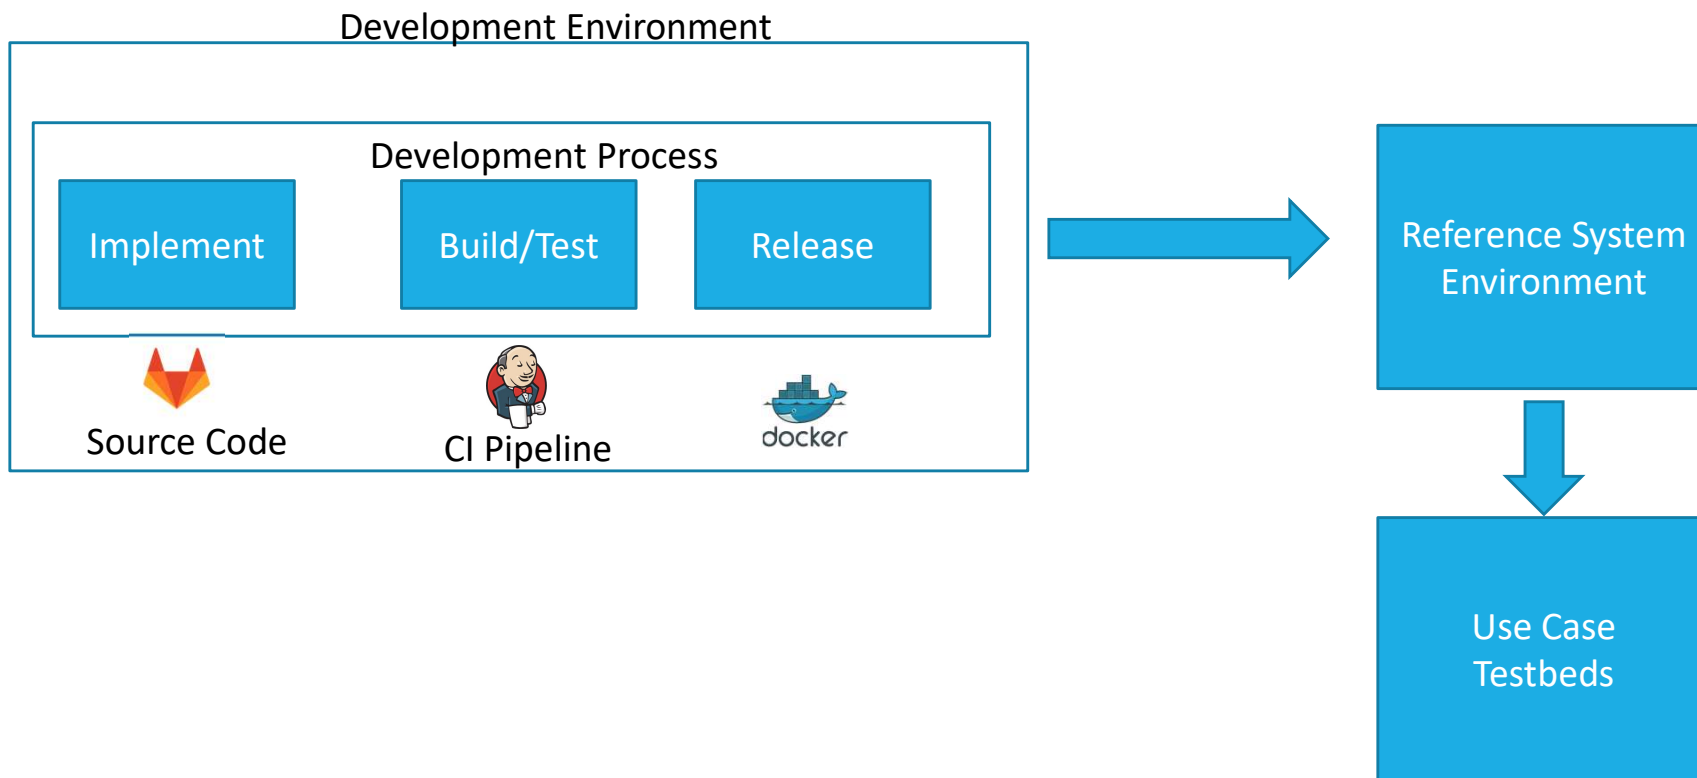 Development Environment
Development Process
Implement
Build/Test
Release
Reference System
Environment
Source Code
CI Pipeline
docker
Use Case
Testbeds